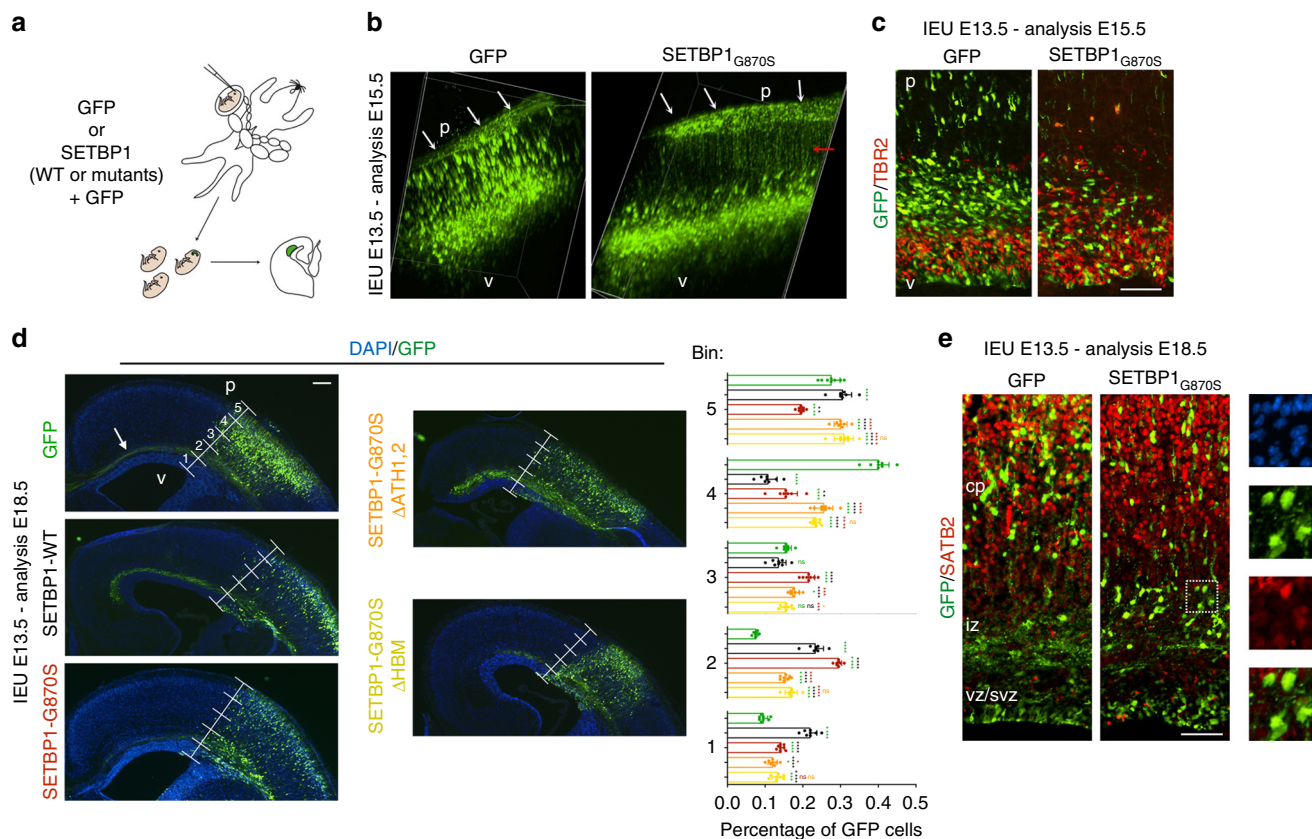 a
GFP
or
SETBP1
(WT or mutants)
+ GFP
b
GFP
SETBP1G870S
IEU E13.5 - analysis E15.5
p
v
p
v
c
IEU E13.5 - analysis E15.5
GFP
SETBP1G870S
GFP/TBR2
p
v
d
DAPI/GFP
IEU E13.5 - analysis E18.5
GFP
p
v
1
2
3
4
5
SETBP1-WT
SETBP1-G870S
SETBP1-G870S
ΔATH1,2
SETBP1-G870S
ΔHBM
Bin:
5
ns
4
ns
3
ns
ns ns
2
ns
1
ns ns
0.0 0.1 0.2 0.3 0.4 0.5
Percentage of GFP cells
e
IEU E13.5 - analysis E18.5
GFP
SETBP1G870S
GFP/SATB2
cp
iz
vz/svz